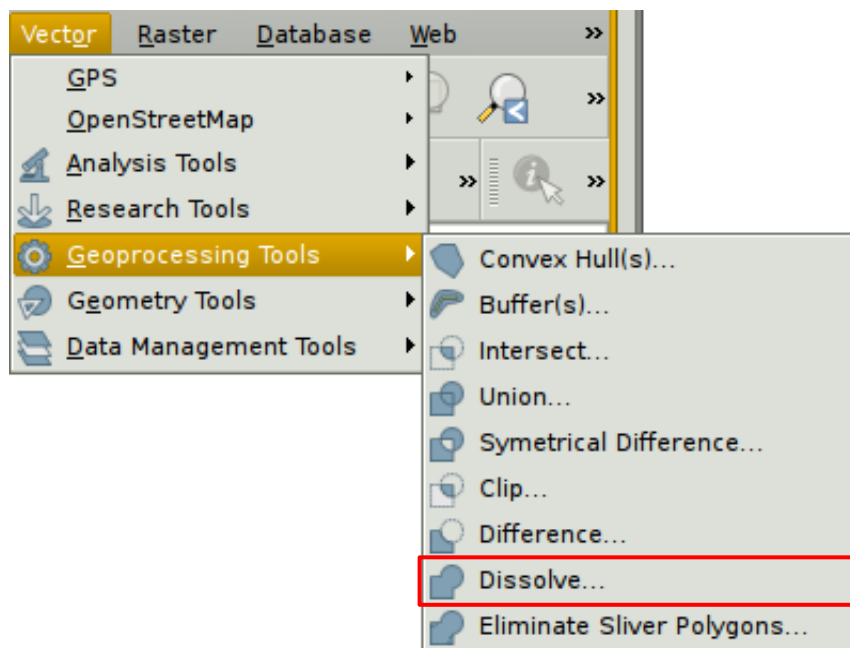 Vector Raster Database Web »
GPS
OpenStreetMap
»
Analysis Tools
» »
Research Tools
Geoprocessing Tools
Convex Hull(s)...
Geometry Tools
Buffer(s)...
Data Management Tools
Intersect...
Union...
Symetrical Difference...
Clip...
Difference...
Dissolve...
Eliminate Sliver Polygons...